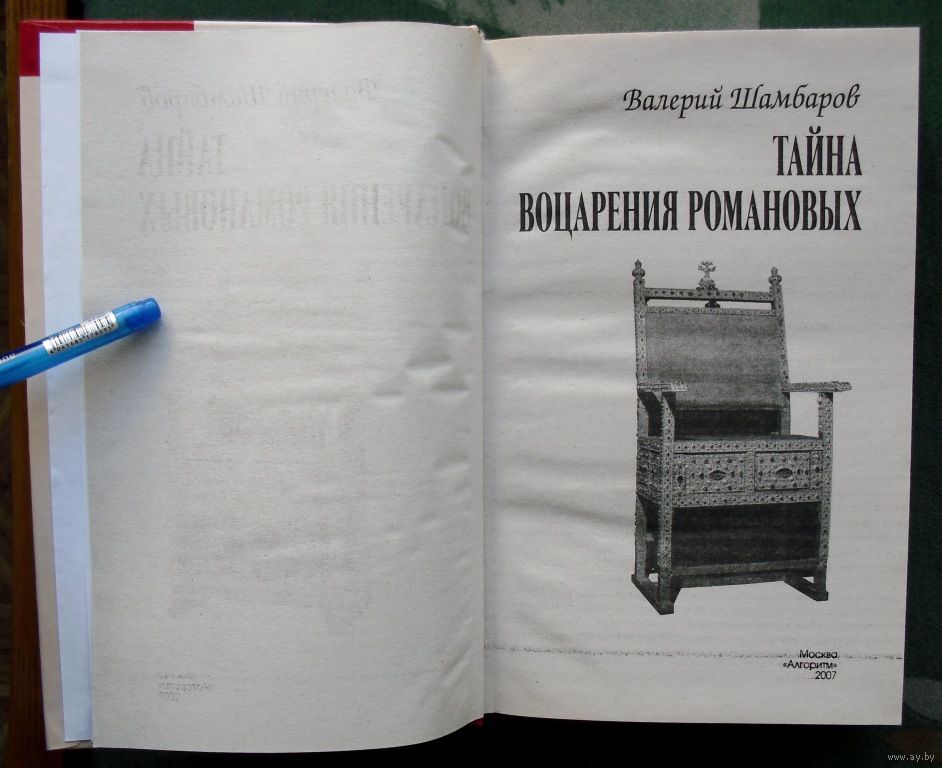 Валерий Шамбаров
ТАЙНА
ВОЦАРЕНИЯ РОМАНОВЫХ
Москва
«Алгоритм»
2007
www.ay.by